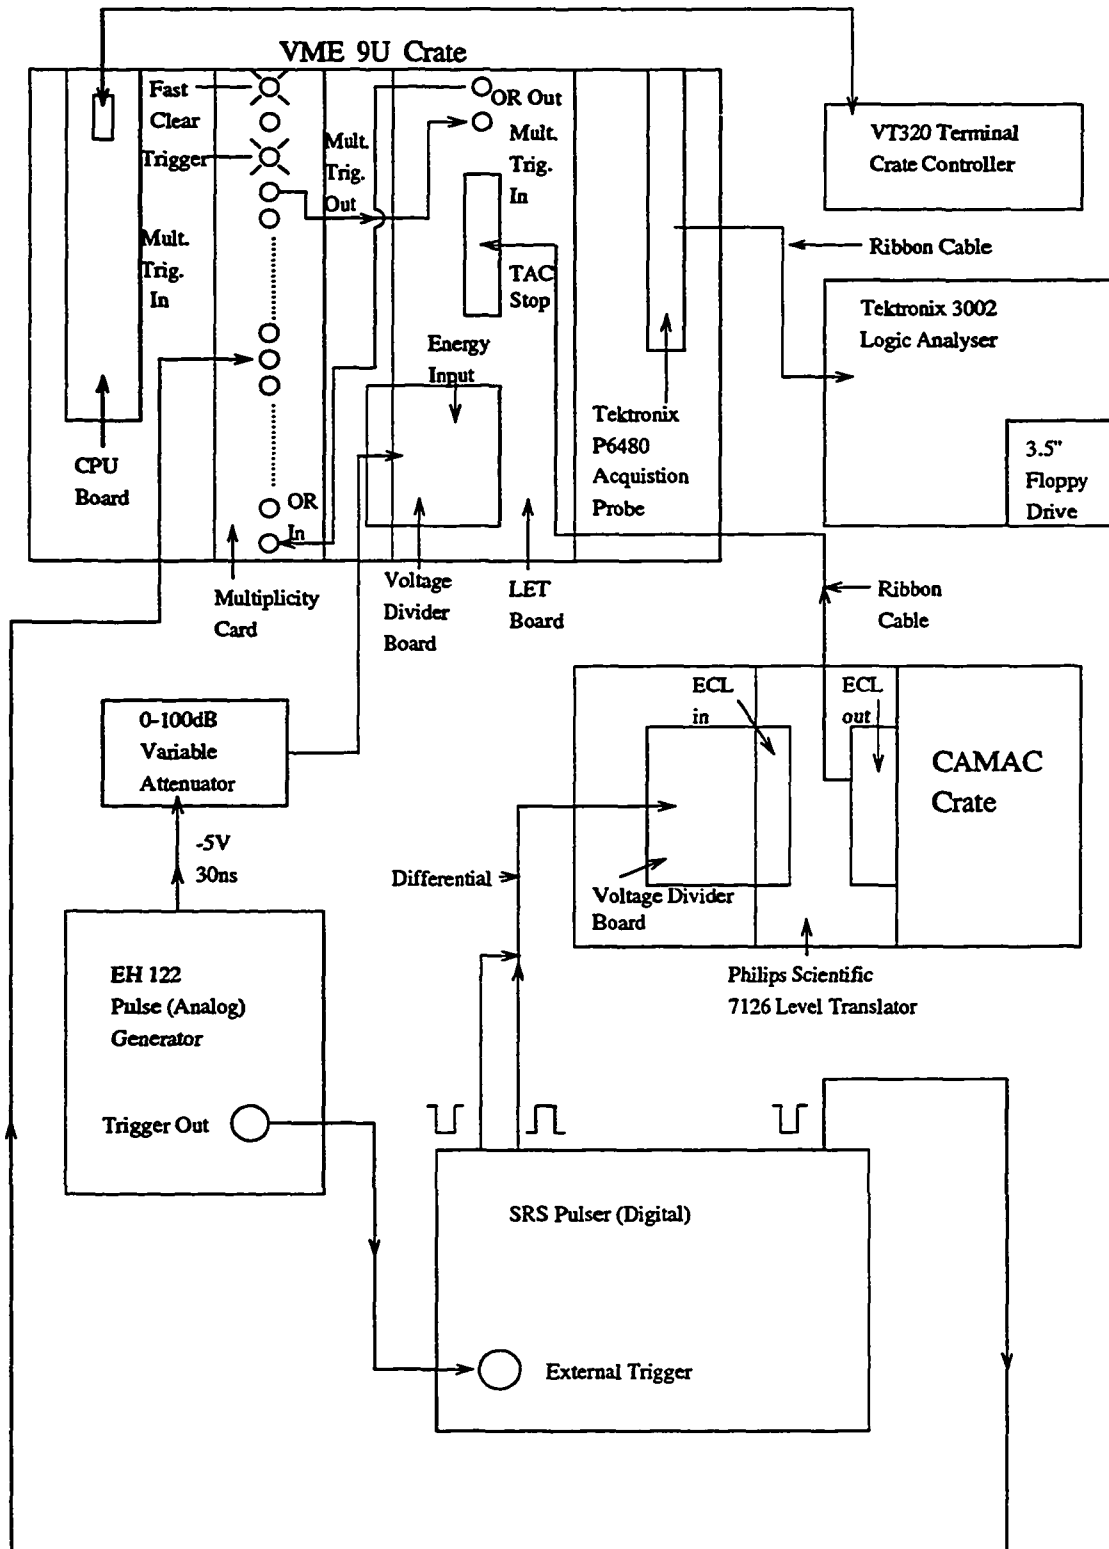 VME 9U Crate
Fast
Clear
Trigger
Mult.
Trig.
In
Mult.
Trig.
Out
OR Out
Mult.
Trig.
In
TAC
Stop
Energy
Input
CPU
Board
OR
In
Multiplicity
Card
Voltage
Divider
Board
LET
Board
Tektronix
P6480
Acquistion
Probe
VT320 Terminal
Crate Controller
Ribbon Cable
Tektronix 3002
Logic Analyser
3.5"
Floppy
Drive
Ribbon
Cable
0-100dB
Variable
Attenuator
-5V
30ns
ECL
in
ECL
out
CAMAC
Crate
Differential
Voltage Divider
Board
Philips Scientific
7126 Level Translator
EH 122
Pulse (Analog)
Generator
Trigger Out
SRS Pulser (Digital)
External Trigger